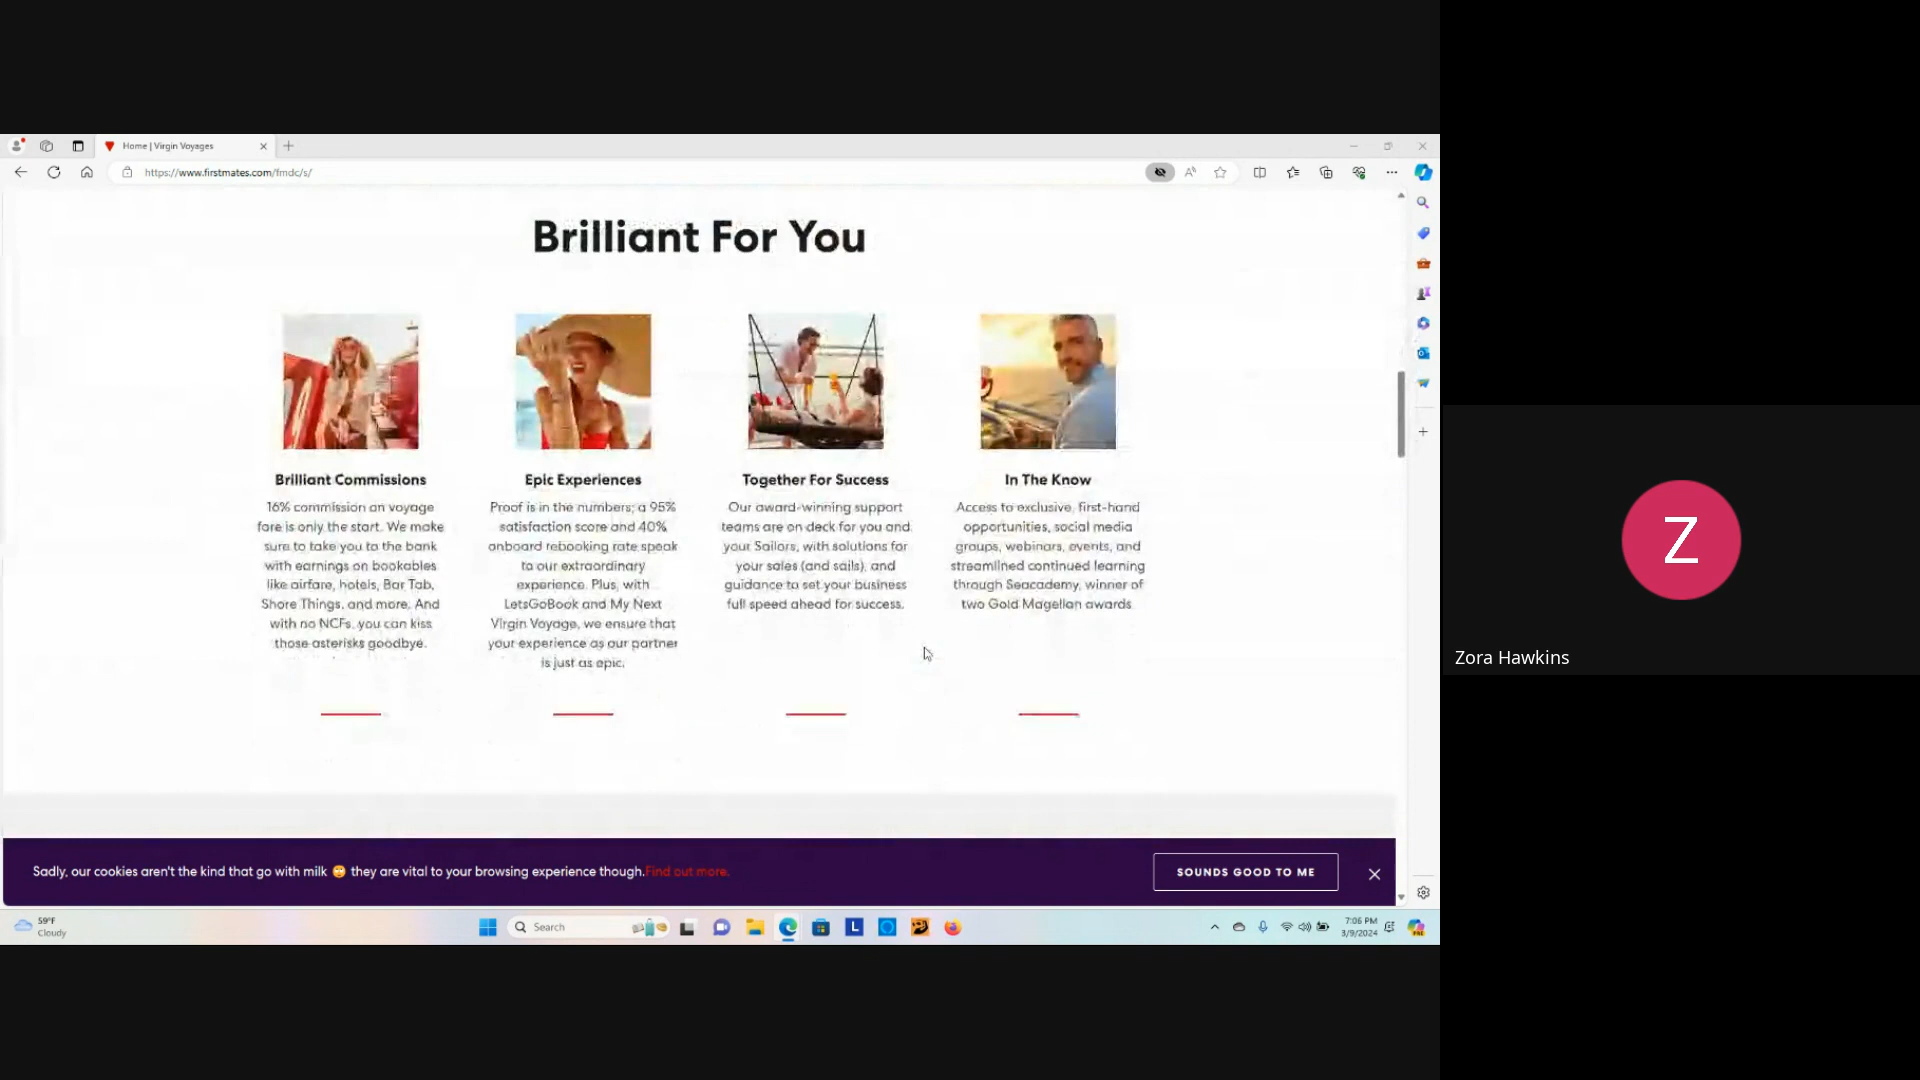 Home | Virgin Voyages
https://www.firstmates.com/fmdc/s/
Brilliant For You
Brilliant Commissions
16% commission on voyage
fare is only the start. We make
sure to take you to the bank
with earnings on bookables
like airfare, hotels, Bar Tab,
Shore Things, and more. And
with no NCFs, you can kiss
those asterisks goodbye.
Epic Experiences
Proof is in the numbers; a 95%
satisfaction score and 40%
onboard rebooking rate speak
to our extraordinary
experience. Plus, with
LetsGoBook and My Next
Virgin Voyage, we ensure that
your experience as our partner
is just as epic.
Together For Success
Our award-winning support
teams are on deck for you and
your Sailors, with solutions for
your sales (and sails), and
guidance to set your business
full speed ahead for success.
In The Know
Access to exclusive, first-hand
opportunities, social media
groups, webinars, events, and
streamlined continued learning
through Seacademy, winner of
two Gold Magellan awards
Sadly, our cookies aren't the kind that go with milk 🙄 they are vital to your browsing experience though.Find out more.
SOUNDS GOOD TO ME
59°F
Cloudy
Search
L
7:06 PM
3/9/2024
PRE
Z
Zora Hawkins